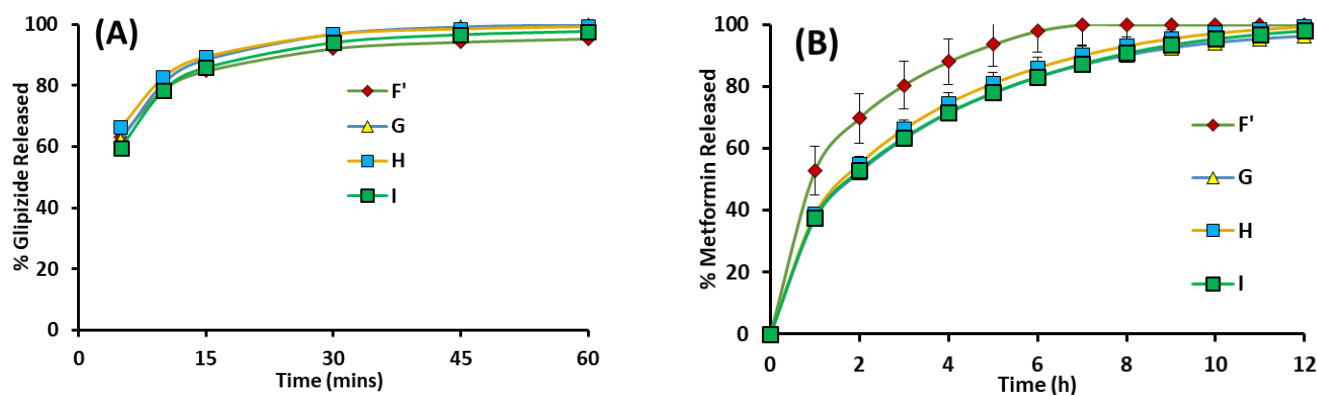 (A)
% Glipizide Released
100
80
60
40
20
0
0 15 30 45 60
Time (mins)
F'
G
H
I
(B)
% Metformin Released
100
80
60
40
20
0
0 2 4 6 8 10 12
Time (h)
F'
G
H
I